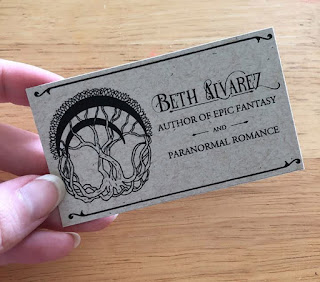 BETH ALVAREZ
AUTHOR OF EPIC FANTASY
AND
PARANORMAL ROMANCE